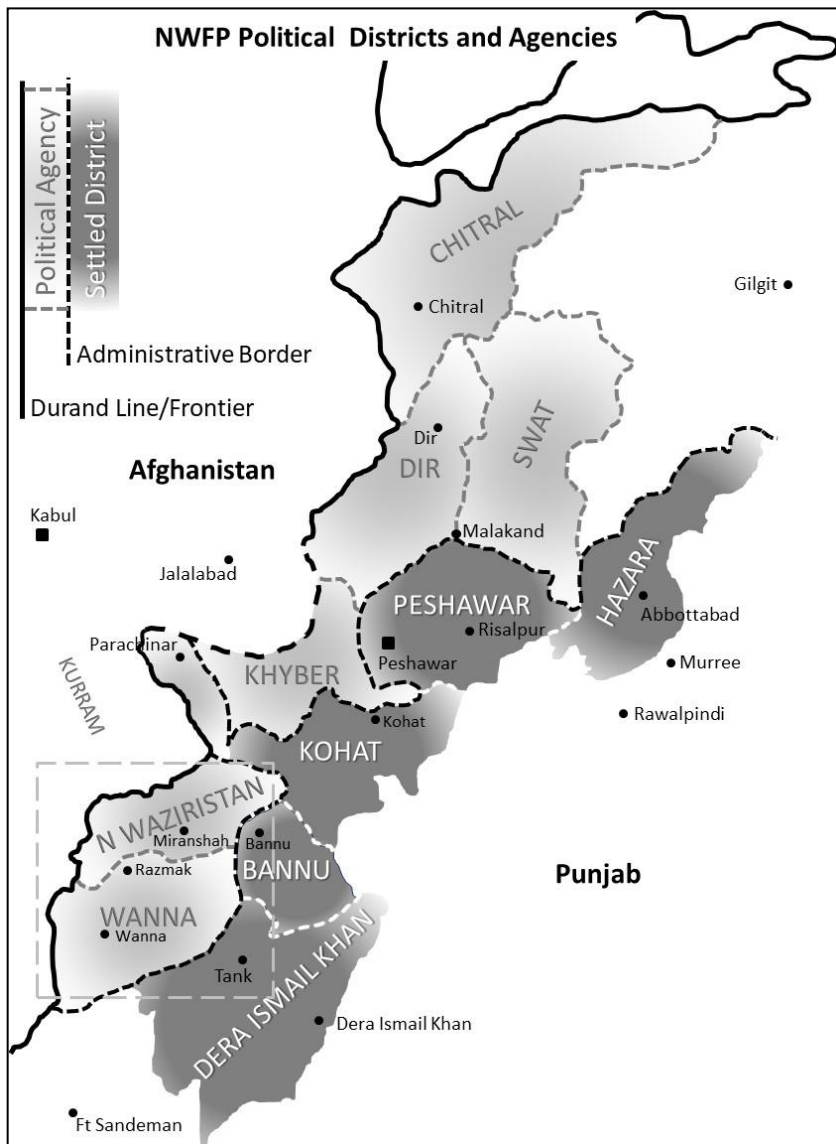 NWFP Political Districts and Agencies
Political Agency
Settled District
Administrative Border
Durand Line/Frontier
CHITRAL
Chitral
Gilgit
Dir
DIR
SWAT
Afghanistan
Kabul
Jalalabad
Malakand
HAZARA
Abbottabad
PESHAWAR
Risalpur
Peshawar
Parachinar
KHYBER
KURRAM
Murree
Rawalpindi
Kohat
KOHAT
N WAZIRISTAN
Miranshah
Bannu
BANNU
Razmak
Punjab
WANNA
Wanna
Tank
DERA ISMAIL KHAN
Dera Ismail Khan
Ft Sandeman